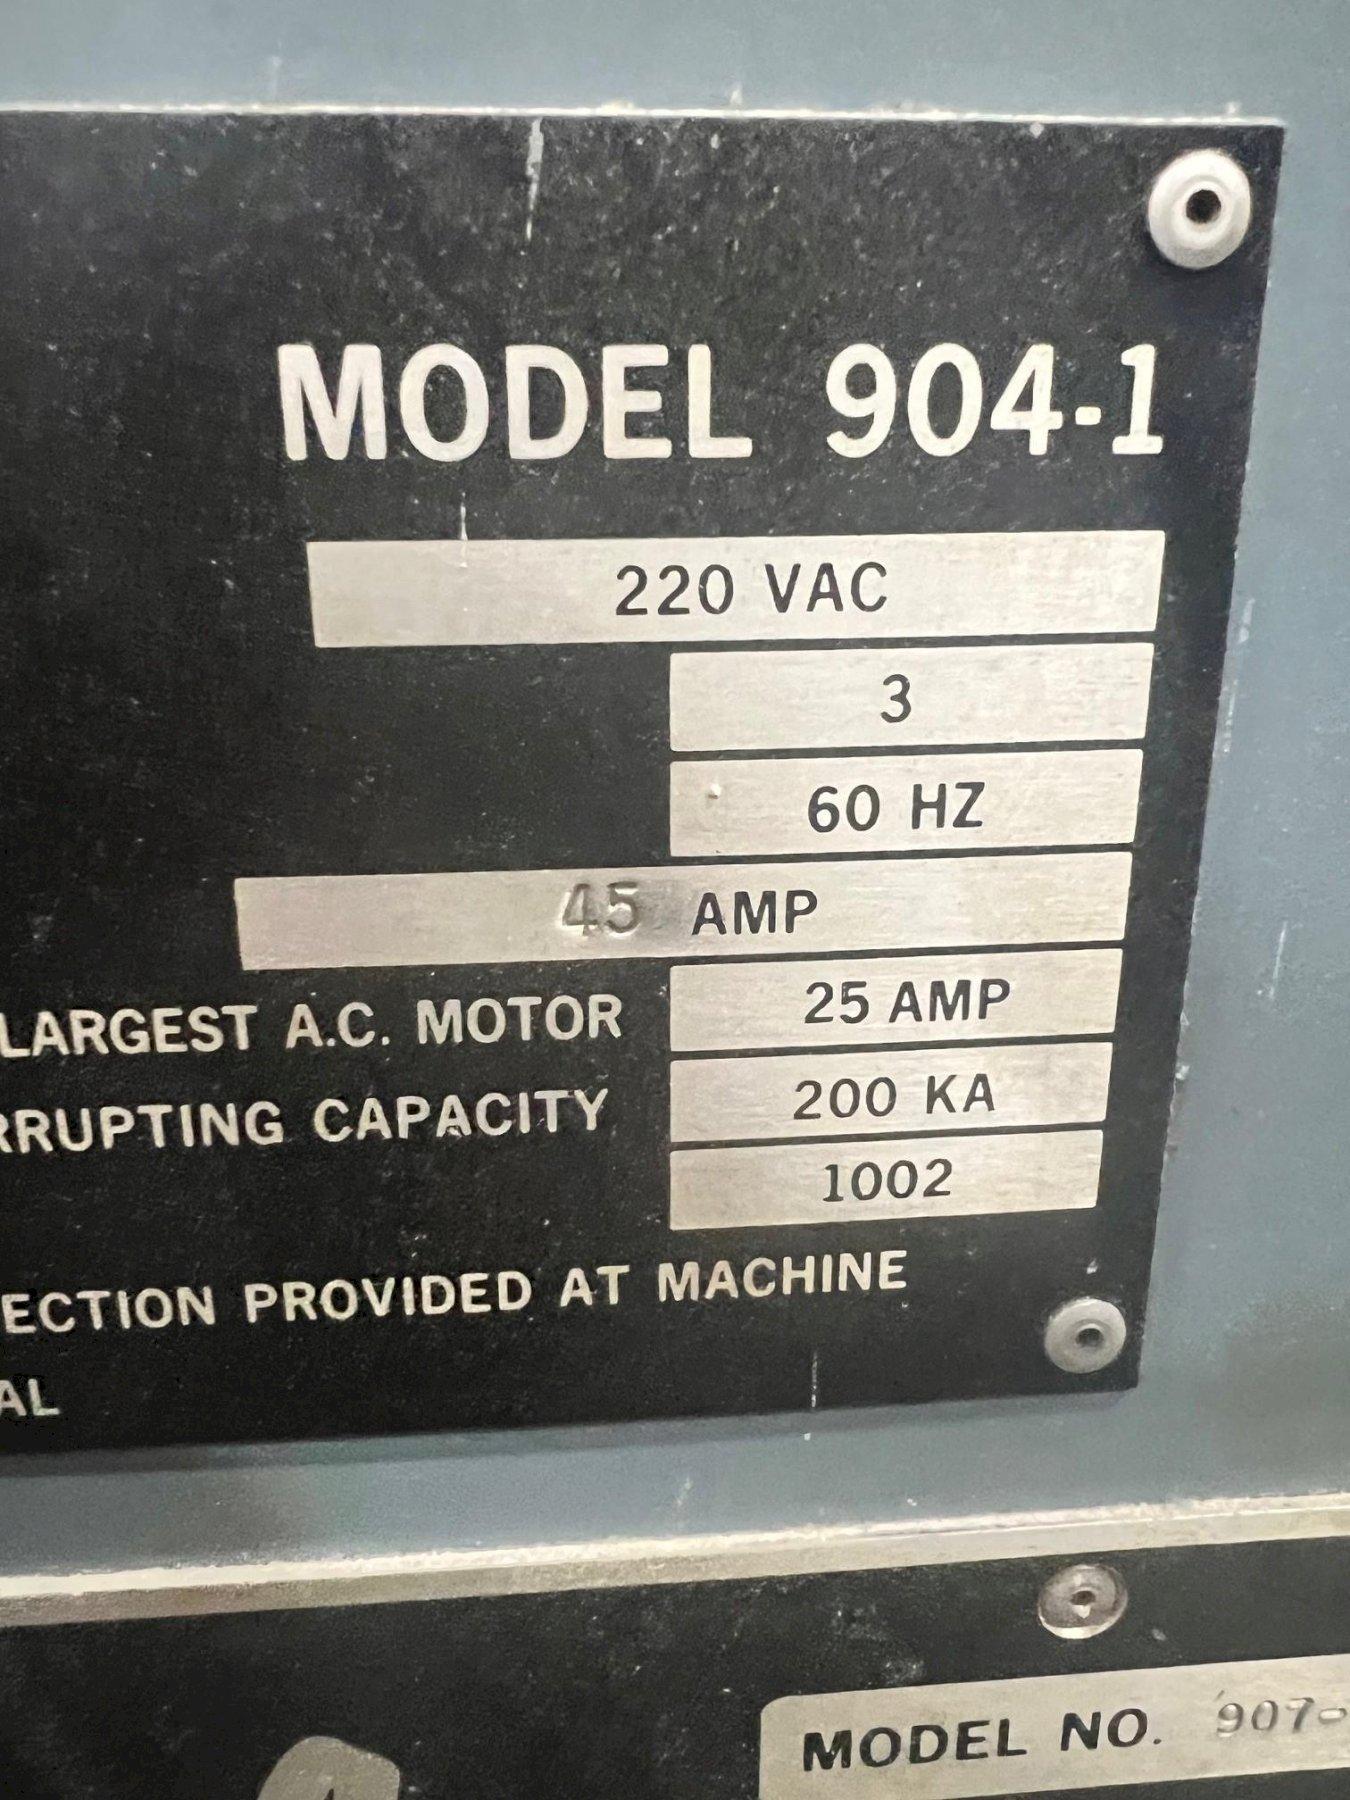 MODEL 904-1
220 VAC
3
60 HZ
45 AMP
LARGEST A.C. MOTOR 25 AMP
RRUPTING CAPACITY 200 KA
1002
ECTION PROVIDED AT MACHINE
AL
MODEL NO. 907-